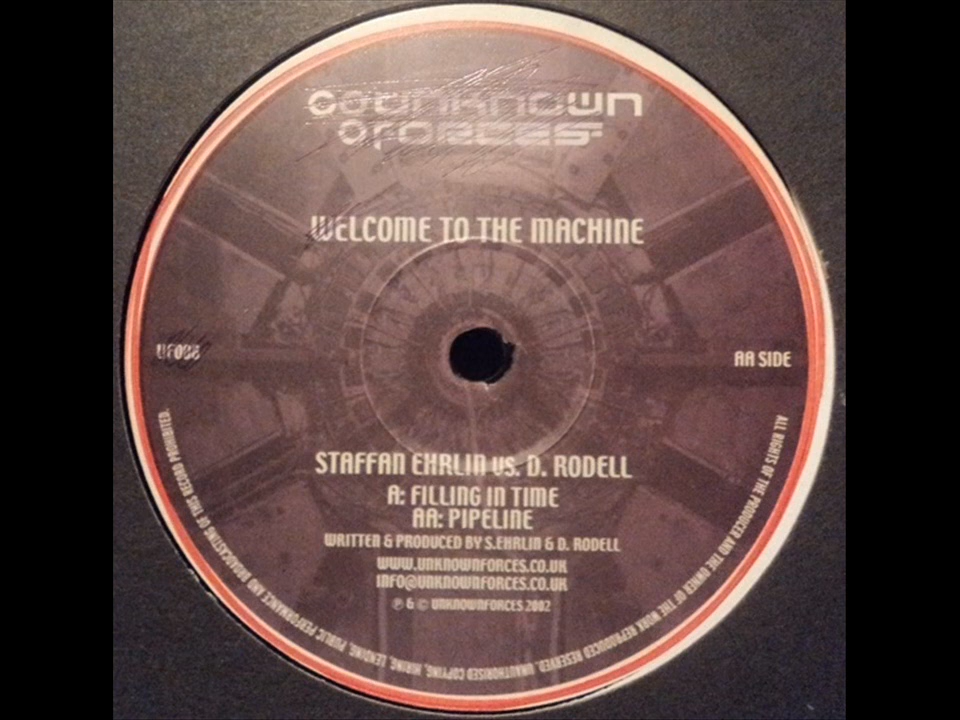 UNKNOWN
FORCES
WELCOME TO THE MACHINE
AA SIDE
STAFFAN EHRLIN vs. D. RODELL
A: FILLING IN TIME
AA: PIPELINE
WRITTEN & PRODUCED BY S.EHRLIN & D. RODELL
WWW.UNKNOWNFORCES.CO.UK
INFO@UNKNOWNFORCES.CO.UK
℗ & © UNKNOWNFORCES 2002
ALL RIGHTS OF THE PRODUCER AND THE OWNER OF THE WORK REPRODUCED RESERVED. UNAUTHORISED COPYING, HIRING, LENDING, PUBLIC PERFORMANCE AND BROADCASTING OF THIS RECORD PROHIBITED.